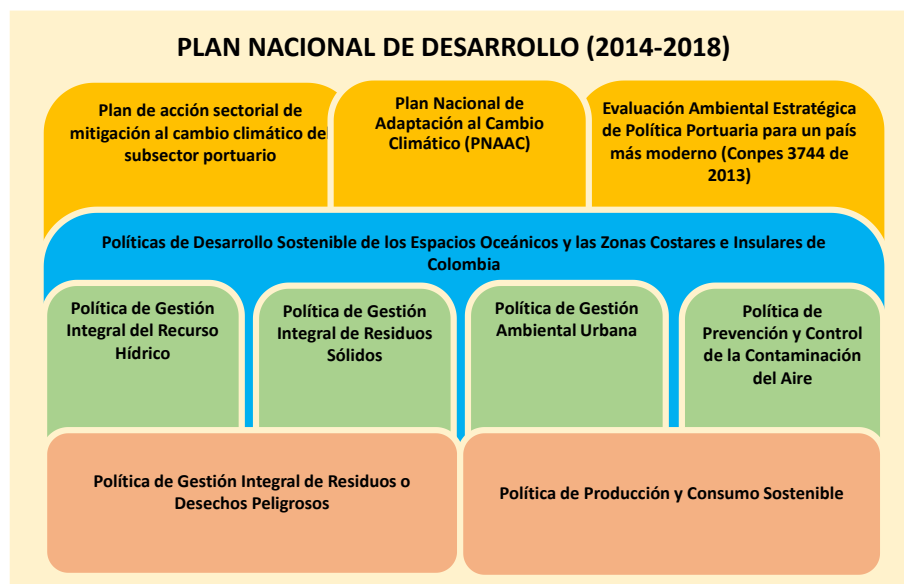 PLAN NACIONAL DE DESARROLLO (2014-2018)
Plan de acción sectorial de
mitigación al cambio climático del
subsector portuario
Plan Nacional de
Adaptación al Cambio
Climático (PNAAC)
Evaluación Ambiental Estratégica
de Política Portuaria para un país
más moderno (Conpes 3744 de
2013)
Políticas de Desarrollo Sostenible de los Espacios Oceánicos y las Zonas Costares e Insulares de
Colombia
Política de Gestión
Integral del Recurso
Hídrico
Política de Gestión
Integral de Residuos
Sólidos
Política de Gestión
Ambiental Urbana
Política de
Prevención y Control
de la Contaminación
del Aire
Política de Gestión Integral de Residuos o
Desechos Peligrosos
Política de Producción y Consumo Sostenible